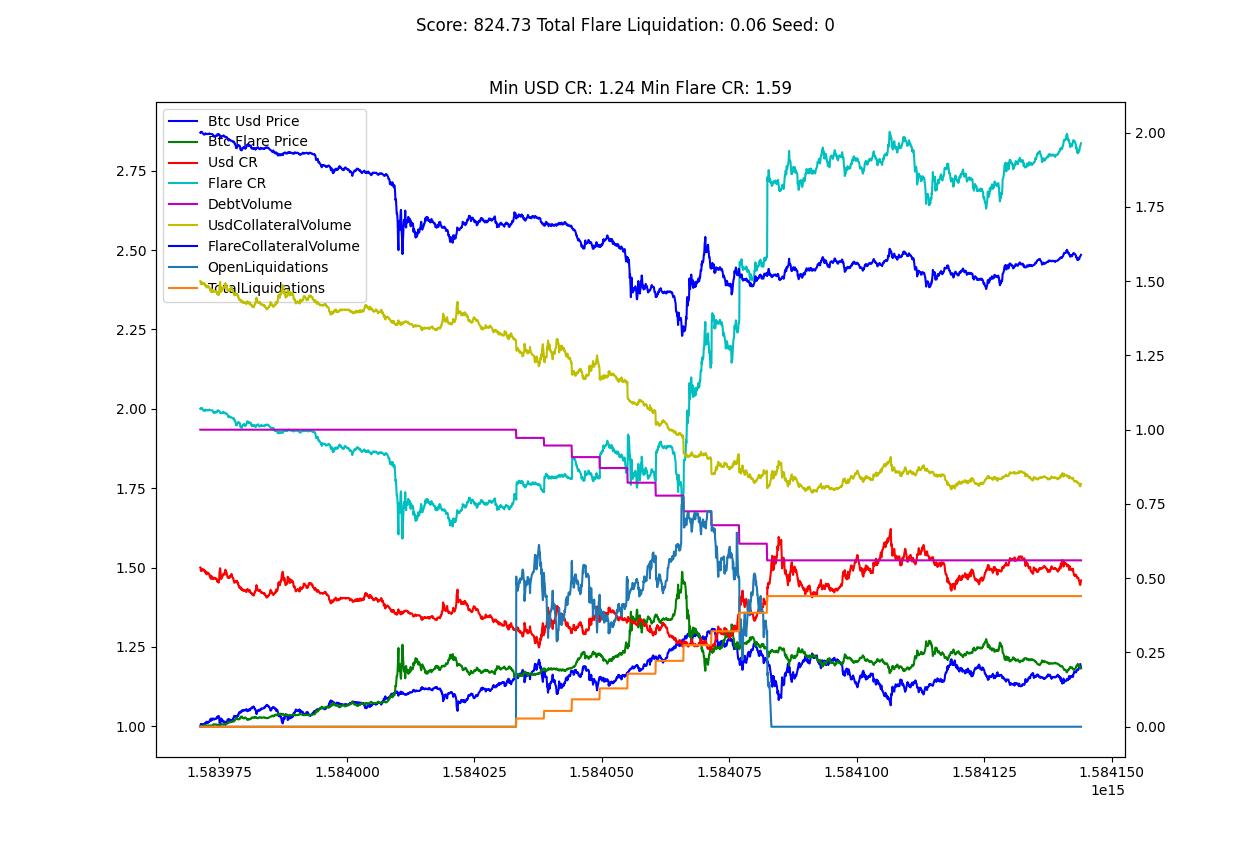 Score: 824.73 Total Flare Liquidation: 0.06 Seed: 0
Min USD CR: 1.24 Min Flare CR: 1.59
Btc Usd Price
Btc Flare Price
Usd CR
Flare CR
DebtVolume
UsdCollateralVolume
FlareCollateralVolume
OpenLiquidations
TotalLiquidations
2.75
2.50
2.25
2.00
1.75
1.50
1.25
1.00
2.00
1.75
1.50
1.25
1.00
0.75
0.50
0.25
0.00
1.583975 1.584000 1.584025 1.584050 1.584075 1.584100 1.584125 1.584150
1e15